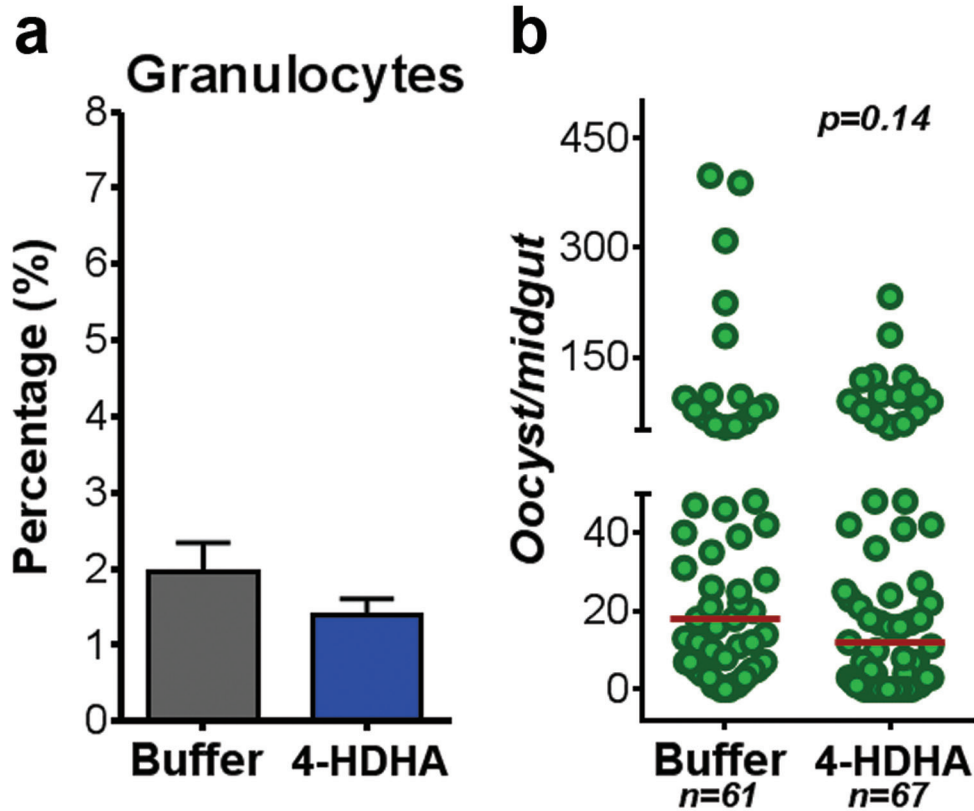 a
Granulocytes
Percentage (%)
8
7
6
5
4
3
2
1
0
Buffer 4-HDHA
b
p=0.14
Oocyst/midgut
450
300
150
40
20
0
Buffer 4-HDHA
n=61 n=67